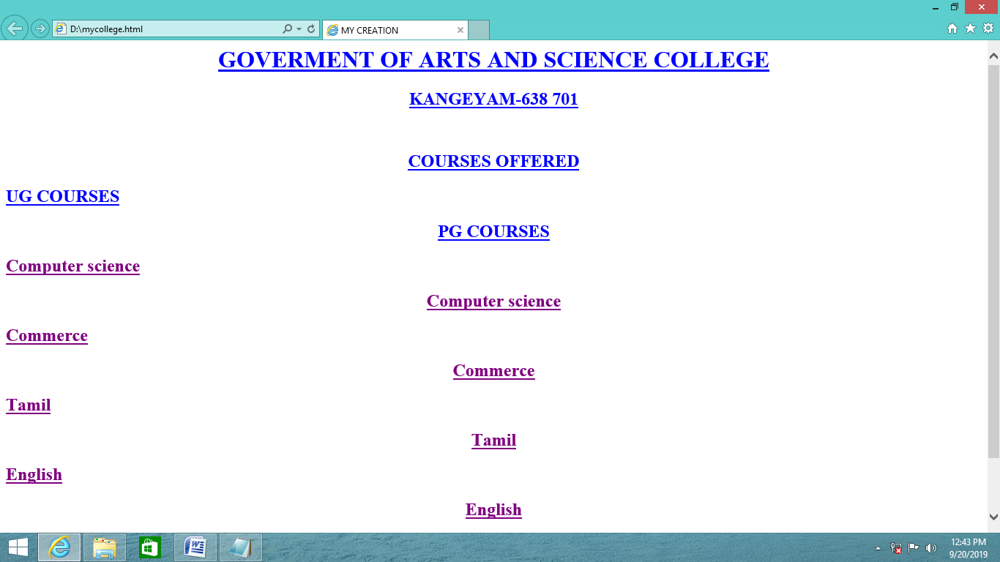 D:\mycollege.html
MY CREATION
GOVERMENT OF ARTS AND SCIENCE COLLEGE
KANGEYAM-638 701
COURSES OFFERED
UG COURSES
PG COURSES
Computer science
Computer science
Commerce
Commerce
Tamil
Tamil
English
English
12:43 PM
9/20/2019